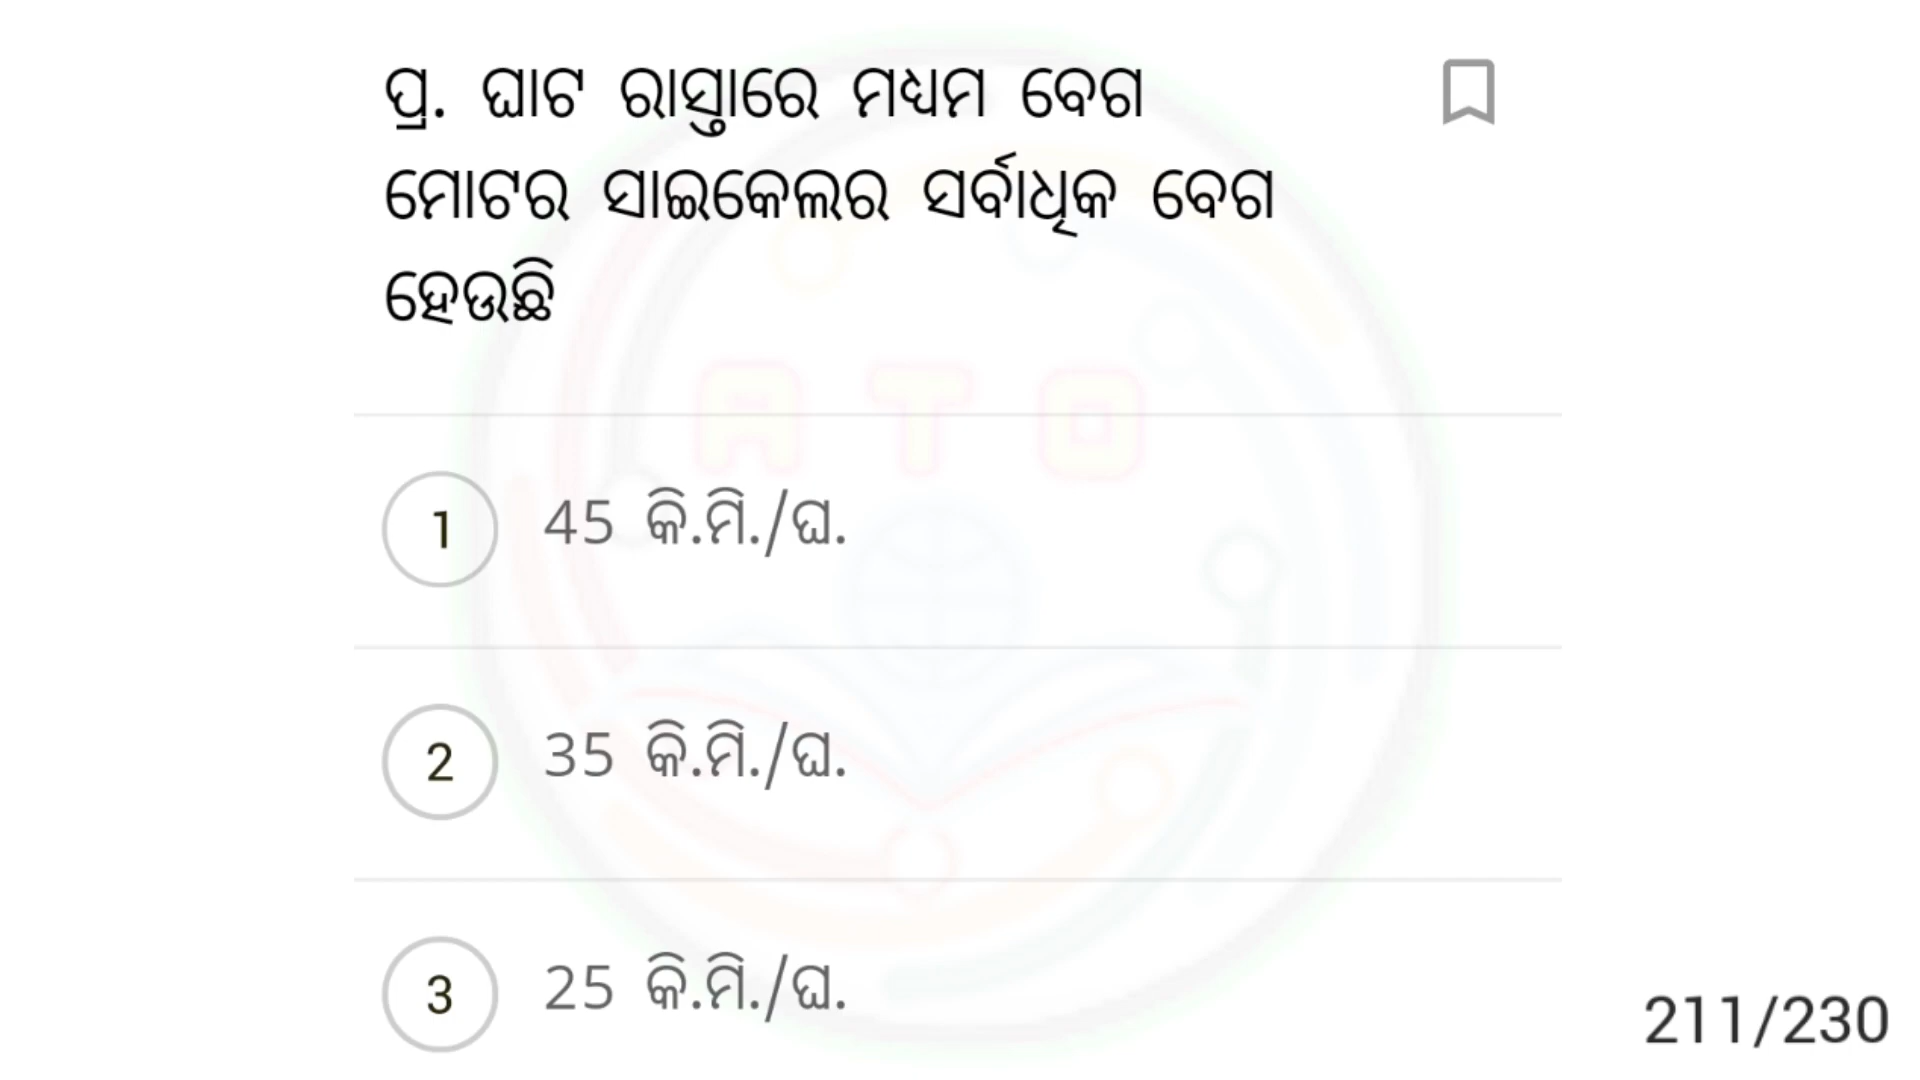 ପ୍ର. ଘାଟ ରାସ୍ତାରେ ମଧ୍ୟମ ବେଗ
ମୋଟର ସାଇକେଲର ସର୍ବାଧିକ ବେଗ
ହେଉଛି
A T O
1 45 କି.ମି./ଘ.
2 35 କି.ମି./ଘ.
3 25 କି.ମି./ଘ.
211/230